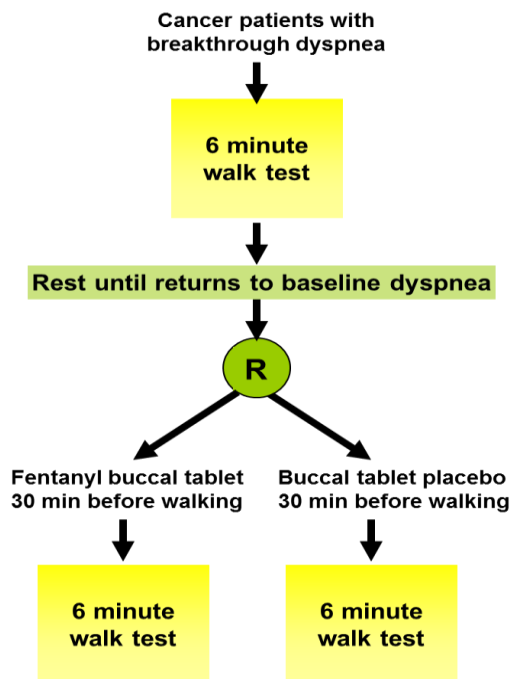 Cancer patients with
breakthrough dyspnea
6 minute
walk test
Rest until returns to baseline dyspnea
R
Fentanyl buccal tablet
30 min before walking
Buccal tablet placebo
30 min before walking
6 minute
walk test
6 minute
walk test